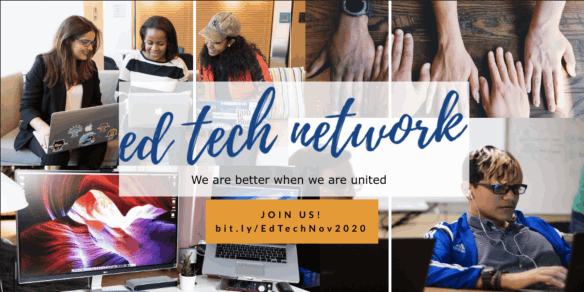 ed tech network
We are better when we are united
JOIN US!
bit.ly/EdTechNov2020